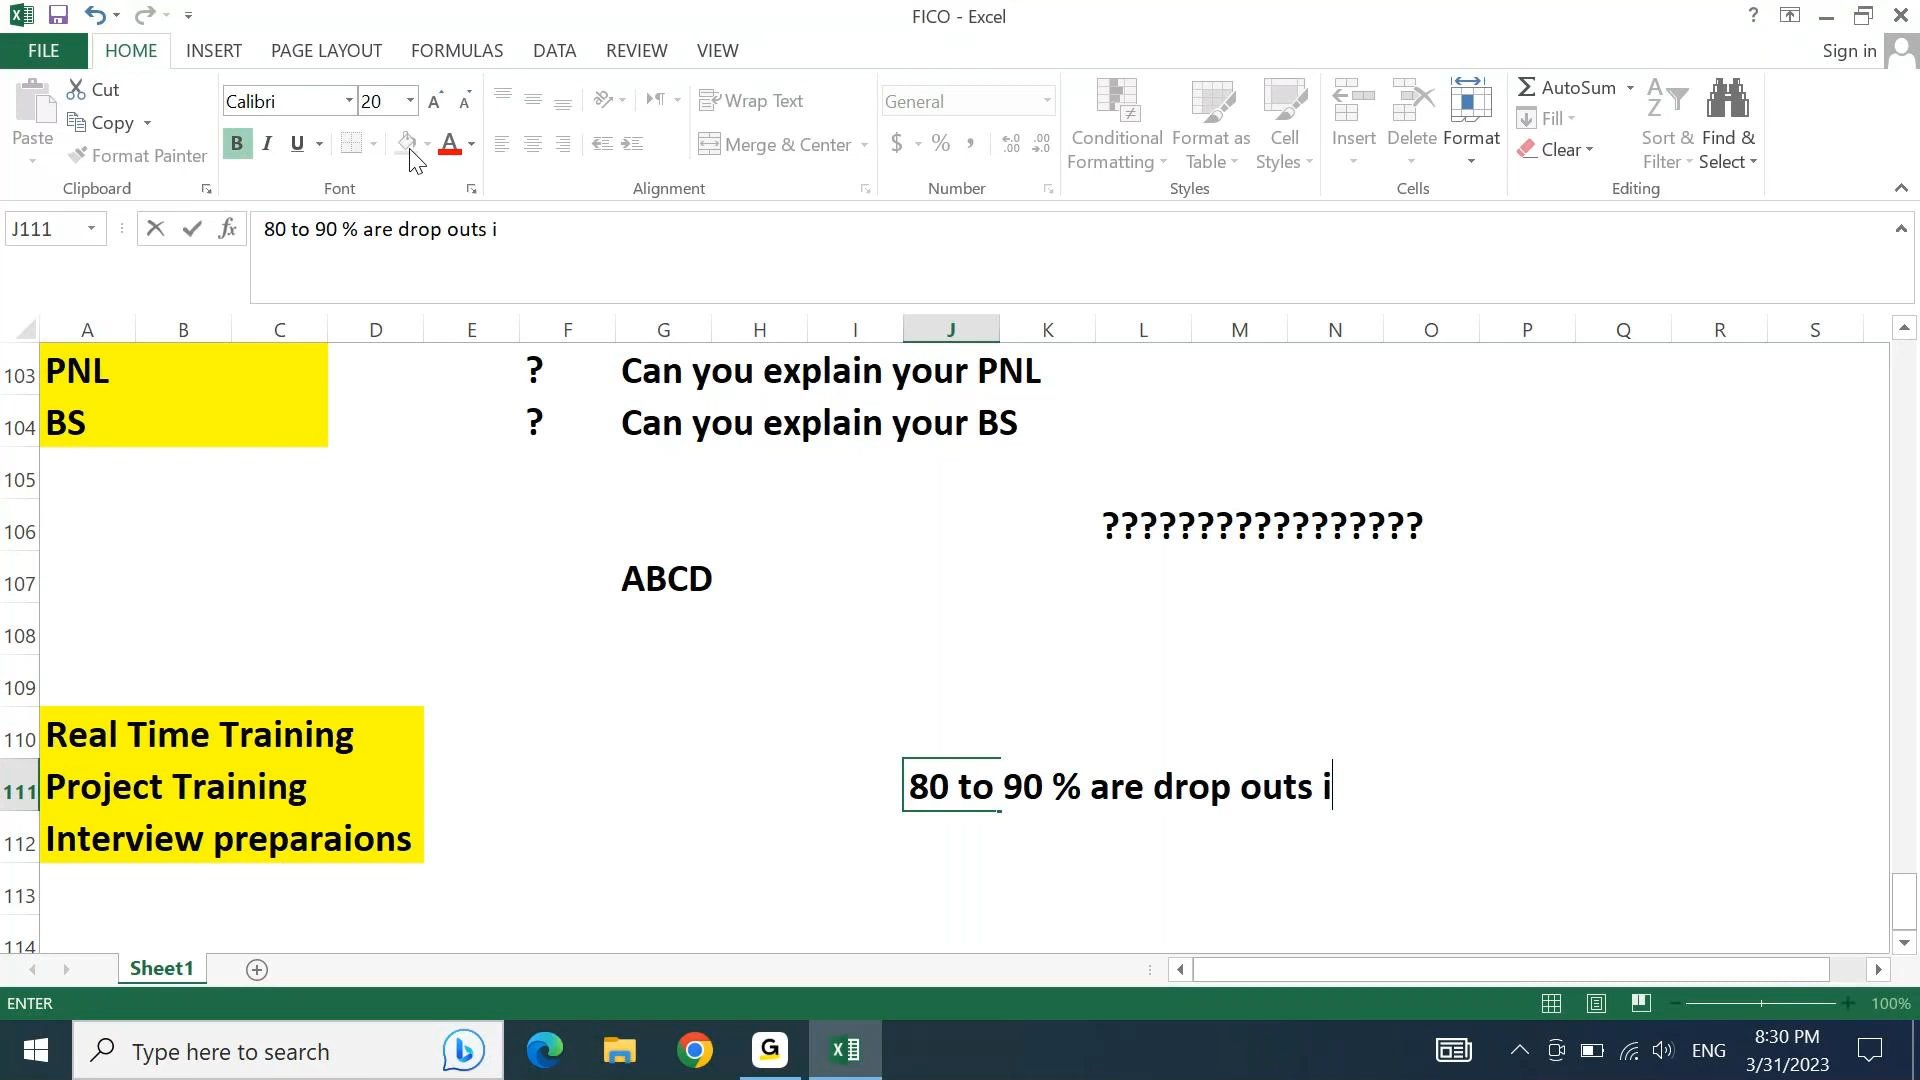 FICO - Excel
?
FILE HOME INSERT PAGE LAYOUT FORMULAS DATA REVIEW VIEW
Sign in
Paste
Cut
Copy
Format Painter
Clipboard
Calibri 20
B I U
Font
Wrap Text
Merge & Center
Alignment
General
$ % ,
Number
Conditional Formatting
Format as Table
Cell Styles
Styles
Insert Delete Format
Cells
AutoSum
Fill
Clear
Sort & Filter
Find & Select
Editing
J111
fx
80 to 90 % are drop outs i
A B C D E F G H I J K L M N O P Q R S
103 PNL ? Can you explain your PNL
104 BS ? Can you explain your BS
105
106 ?????????????????
107 ABCD
108
109
110 Real Time Training
111 Project Training 80 to 90 % are drop outs i
112 Interview preparaions
113
114
Sheet1
ENTER
100%
Type here to search
ENG
8:30 PM
3/31/2023